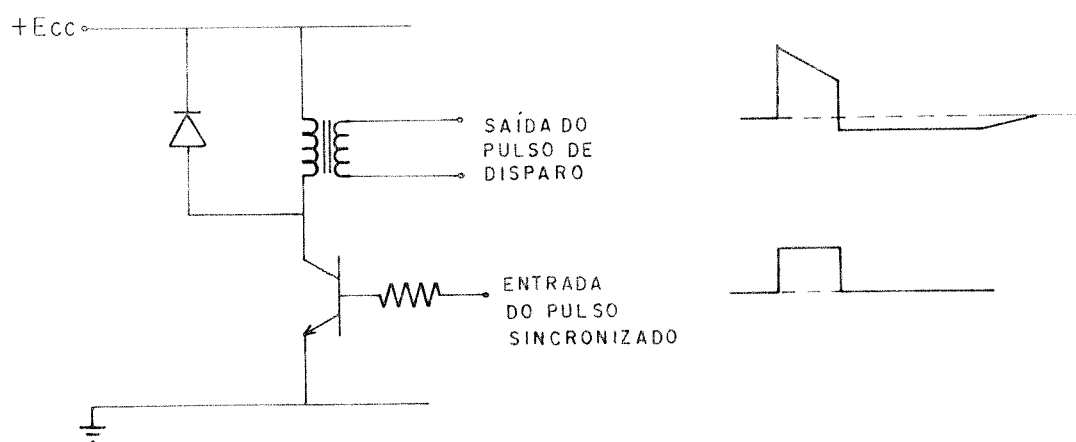 +Ecc
SAÍDA DO
PULSO DE
DISPARO
ENTRADA
DO PULSO
SINCRONIZADO